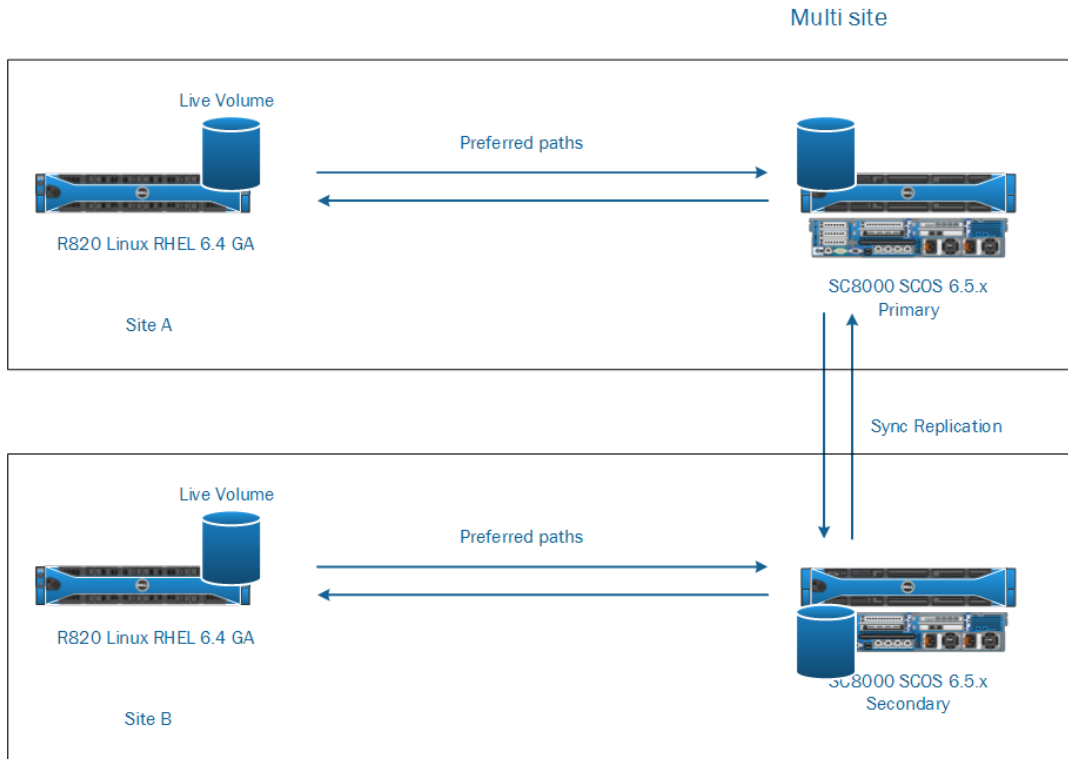 Multi site
Live Volume
Preferred paths
R820 Linux RHEL 6.4 GA
SC8000 SCOS 6.5.x
Primary
Site A
Sync Replication
Live Volume
Preferred paths
R820 Linux RHEL 6.4 GA
SC8000 SCOS 6.5.x
Secondary
Site B